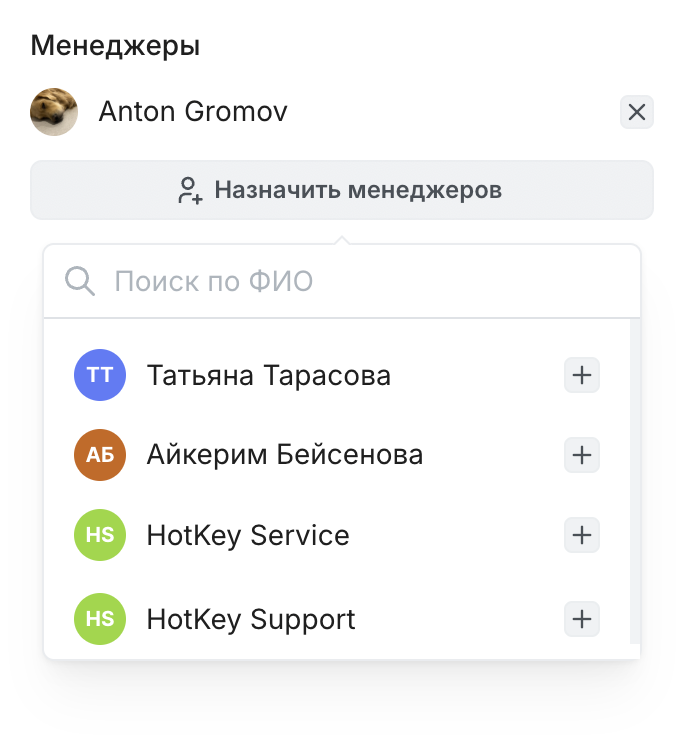 Менеджеры
Anton Gromov
Назначить менеджеров
Поиск по ФИО
ТТ Татьяна Тарасова
АБ Айкерим Бейсенова
HS HotKey Service
HS HotKey Support